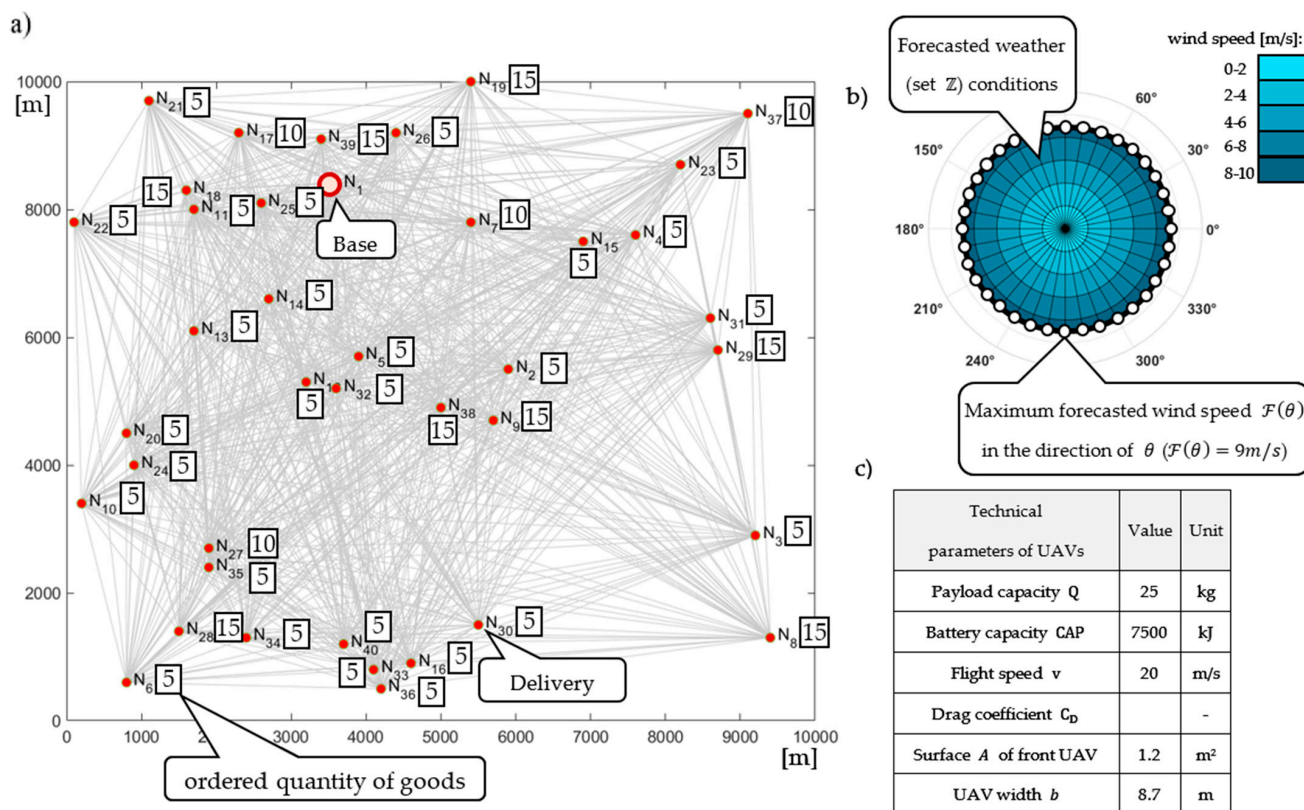 a)
[m]
10000
8000
6000
4000
2000
0
0
1000
2
3000
4000
5000
6000
7000
8000
9000
10000
[m]
N21 5
N19 15
N37 10
N17 10
N39 15
N26 5
N23 5
15 N18
N11 5
N25 5
N1
Base
N22 5
N7 10
N15
5
N4 5
N14 5
N13 5
N31 5
N29 15
N5 5
N2 5
N1
5
N32 5
N38
15
N9 15
N20 5
N24 5
N10 5
N3 5
N27 10
N35 5
N28 15
N34 5
N40 5
N30 5
N8 15
5 N33
N16 5
N36 5
N6 5
Delivery
ordered quantity of goods
b)
Forecasted weather
(set ℤ) conditions
wind speed [m/s]:
0-2
2-4
4-6
6-8
8-10
60°
30°
0°
330°
300°
240°
210°
180°
150°
Maximum forecasted wind speed ℱ(θ)
in the direction of θ (ℱ(θ) = 9m/s)
c)
Technical
parameters of UAVs
Value
Unit
Payload capacity Q 25 kg
Battery capacity CAP 7500 kJ
Flight speed v 20 m/s
Drag coefficient CD -
Surface A of front UAV 1.2 m²
UAV width b 8.7 m